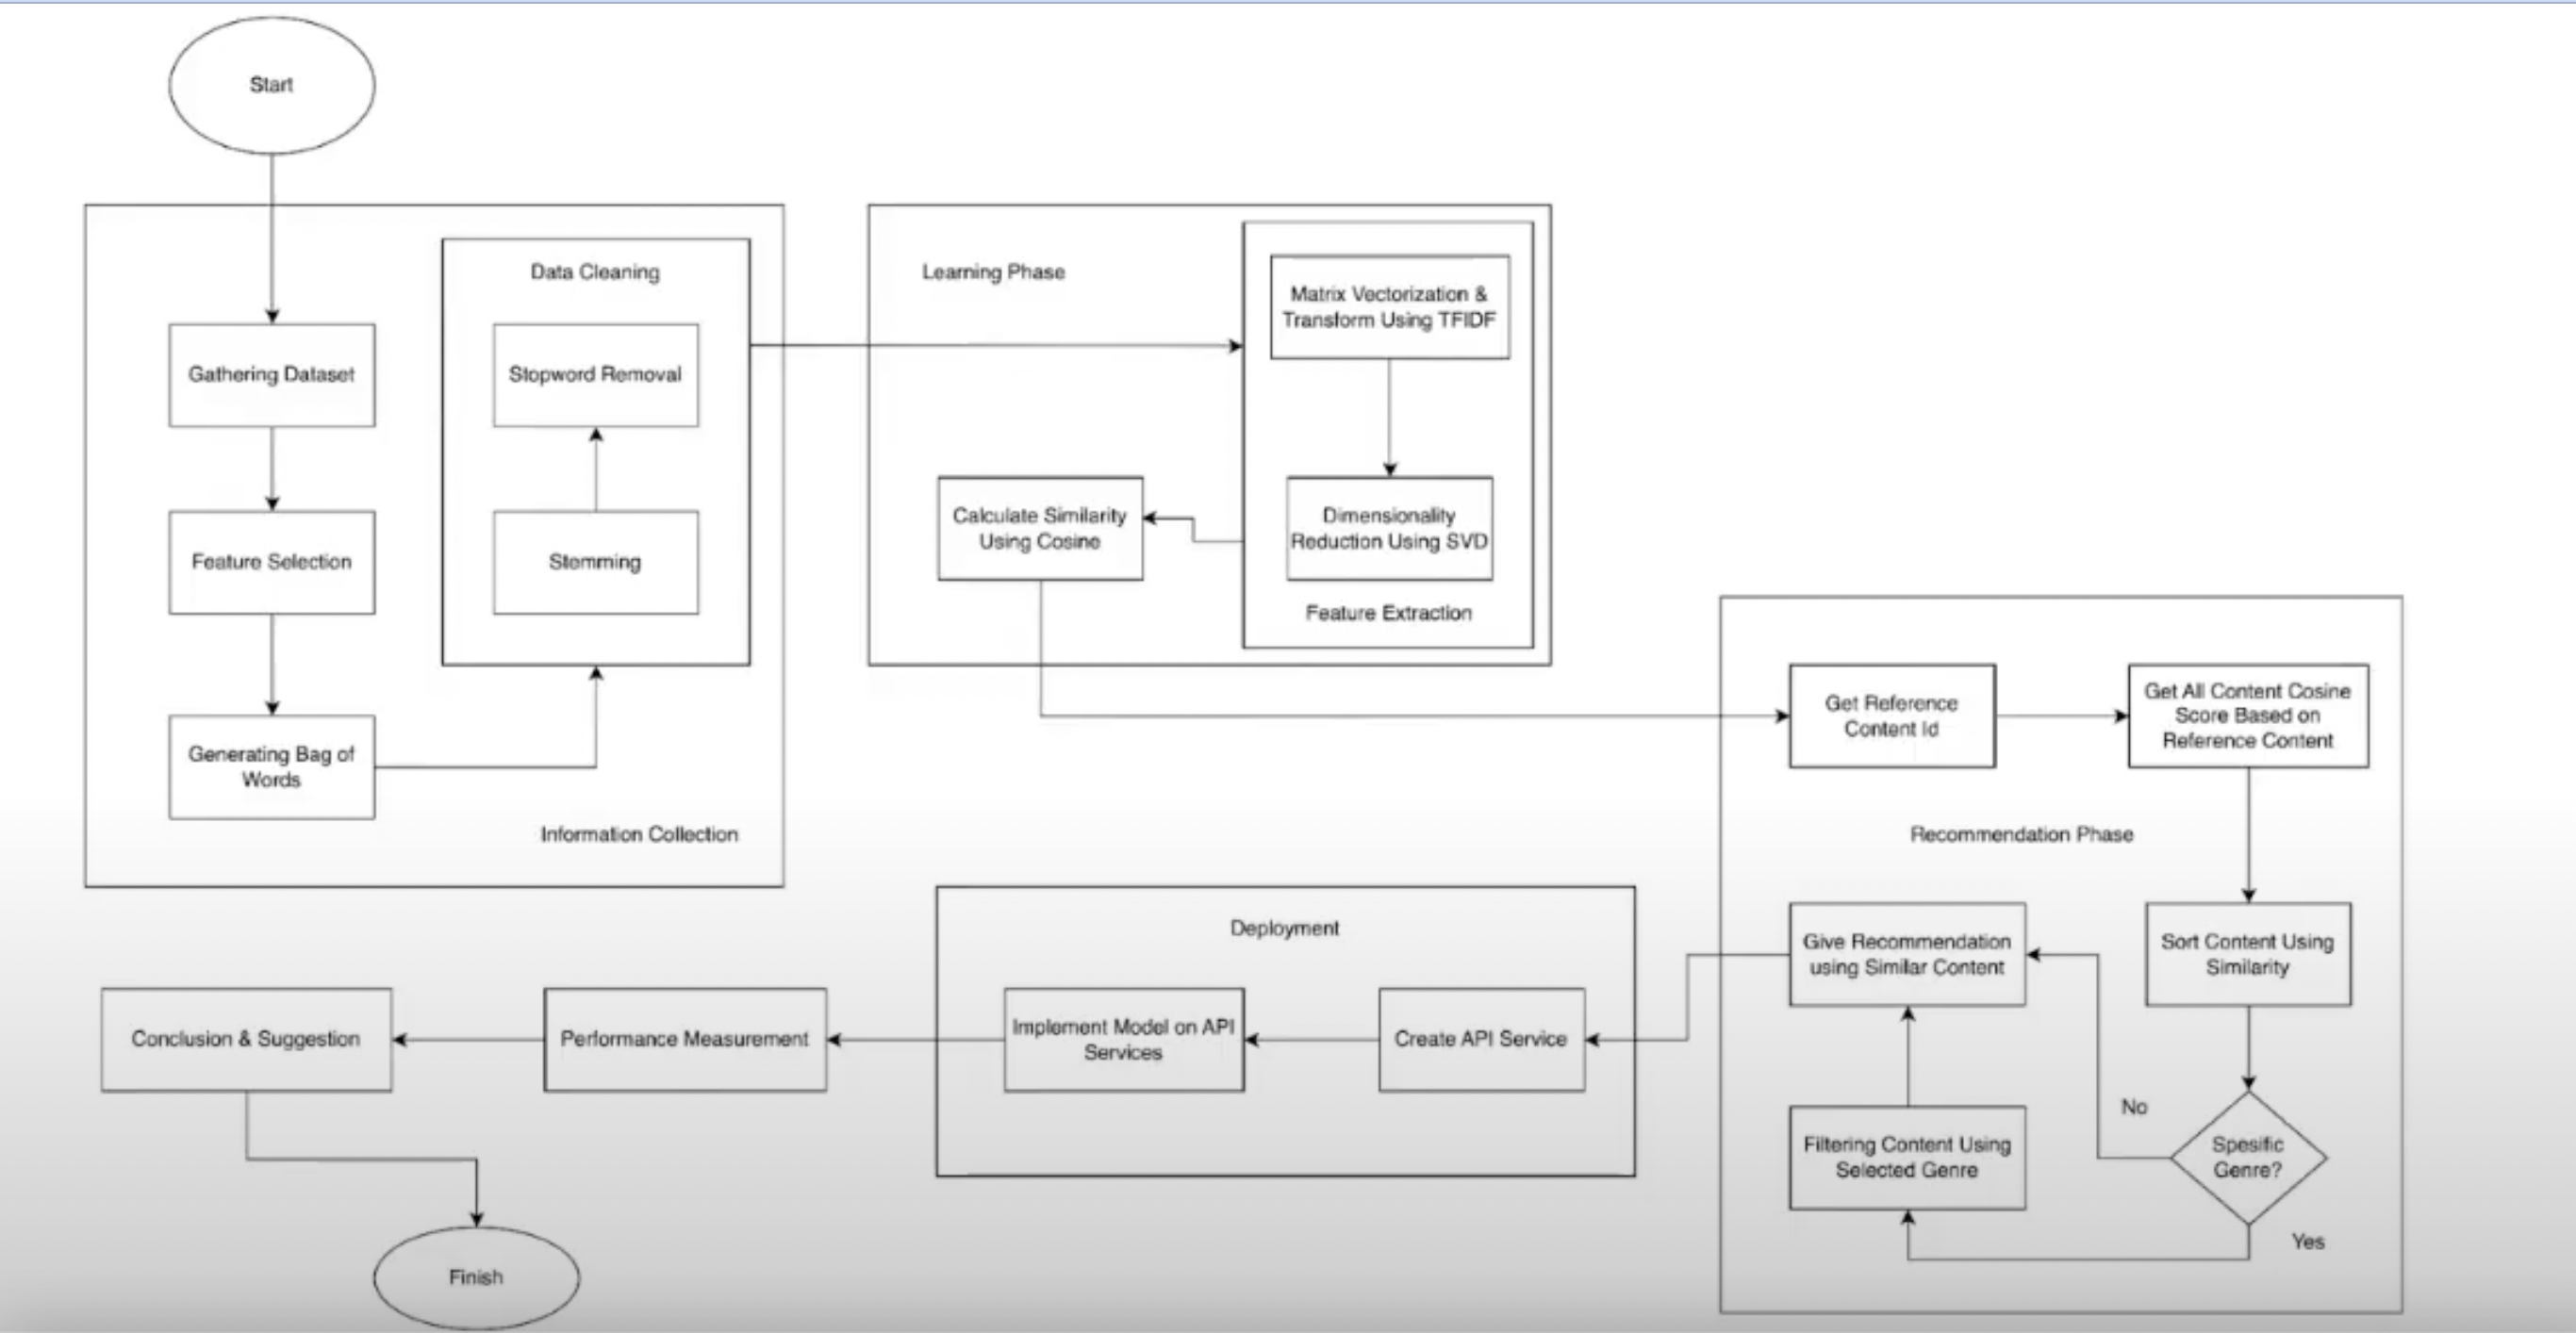 Start
Data Cleaning
Gathering Dataset
Stopword Removal
Feature Selection
Stemming
Generating Bag of
Words
Information Collection
Learning Phase
Matrix Vectorization &
Transform Using TFIDF
Calculate Similarity
Using Cosine
Dimensionality
Reduction Using SVD
Feature Extraction
Get Reference
Content Id
Get All Content Cosine
Score Based on
Reference Content
Recommendation Phase
Give Recommendation
using Similar Content
Sort Content Using
Similarity
No
Filtering Content Using
Selected Genre
Spesific
Genre?
Yes
Deployment
Implement Model on API
Services
Create API Service
Performance Measurement
Conclusion & Suggestion
Finish